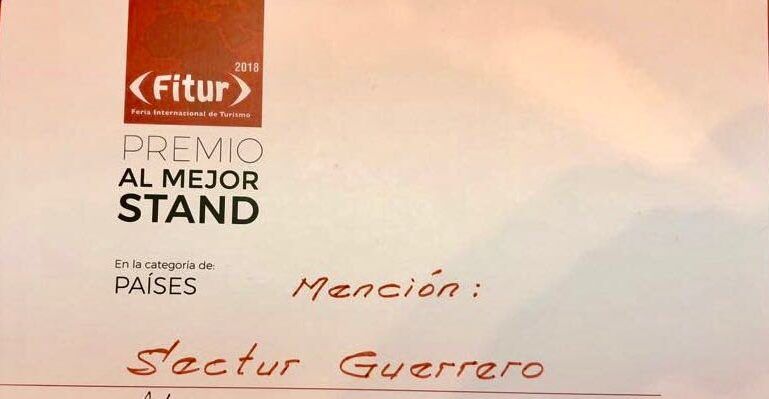 2018
Fitur
Feria Internacional de Turismo
PREMIO
AL MEJOR
STAND
En la categoría de:
PAÍSES
Mención:
Sectur Guerrero